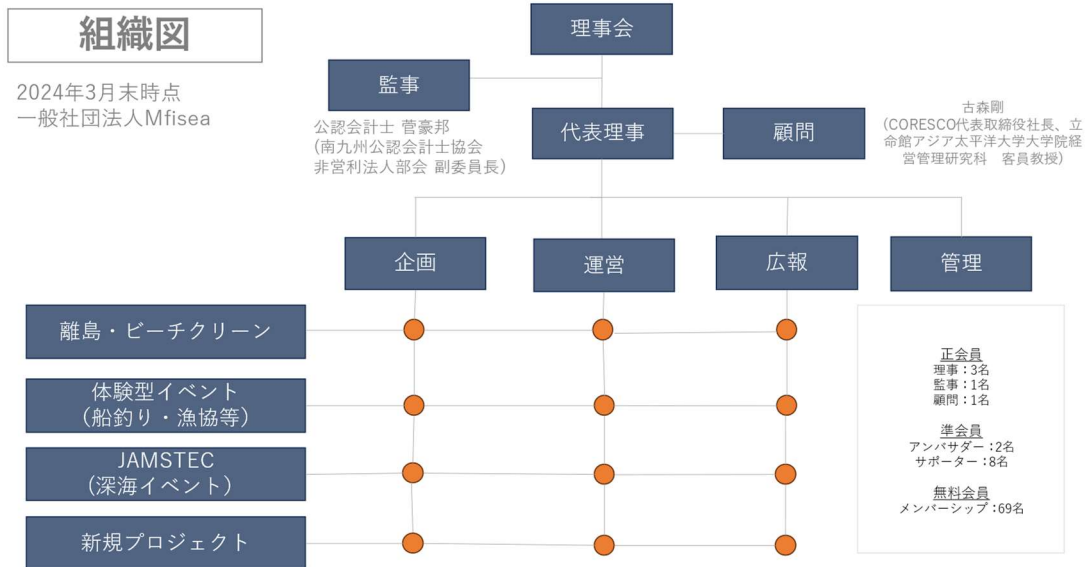 組織図
2024年3月末時点
一般社団法人Mfisea
理事会
監事
公認会計士 菅豪邦
(南九州公認会計士協会
非営利法人部会 副委員長)
代表理事
顧問
古森剛
(CORESCO代表取締役社長、立
命館アジア太平洋大学大学院経
営管理研究科　客員教授)
企画
運営
広報
管理
離島・ビーチクリーン
体験型イベント
(船釣り・漁協等)
JAMSTEC
(深海イベント)
新規プロジェクト
正会員
理事：3名
監事：1名
顧問：1名
準会員
アンバサダー：2名
サポーター：8名
無料会員
メンバーシップ：69名